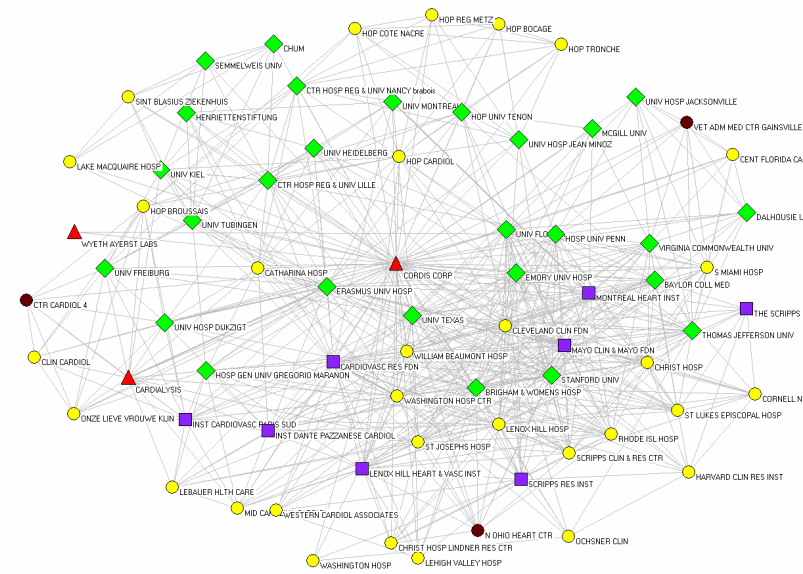 HOP REG METZ
HOP BOCAGE
HOP COTE NACRE
HOP TRONCHE
CHUM
SEMMELWEIS UNIV
CTR HOSP REG & UNIV NANCY brabois
SINT BLASIUS ZIEKENHUIS
UNIV MONTREAL
UNIV HOSP JACKSONVILLE
HENRIETTENSTIFTUNG
HOP UNIV TENON
VET ADM MED CTR GAINSVILLE
MCGILL UNIV
UNIV HOSP JEAN MINOZ
UNIV HEIDELBERG
HOP CARDIOL
CENT FLORIDA CA
LAKE MACQUAIRE HOSP
UNIV KIEL
CTR HOSP REG & UNIV LILLE
HOP BROUSSAIS
DALHOUSIE U
UNIV TUBINGEN
UNIV FLO
HOSP UNIV PENN
WYETH AYERST LABS
VIRGINIA COMMONWEALTH UNIV
UNIV FREIBURG
CATHARINA HOSP
CORDIS CORP
EMORY UNIV HOSP
S MIAMI HOSP
BAYLOR COLL MED
ERASMUS UNIV HOSP
MONTREAL HEART INST
CTR CARDIOL 4
THE SCRIPPS
UNIV HOSP DUKZIGT
UNIV TEXAS
CLEVELAND CLIN FDN
THOMAS JEFFERSON UNIV
MAYO CLIN & MAYO FDN
WILLIAM BEAUMONT HOSP
CLIN CARDIOL
CARDIOVASC RES FDN
CHRIST HOSP
HOSP GEN UNIV GREGORIO MARANON
STANFORD UNIV
CARDIALYSIS
BRIGHAM & WOMENS HOSP
CORNELL N
WASHINGTON HOSP CTR
ST LUKES EPISCOPAL HOSP
ONZE LIEVE VROUWE KLIN
INST CARDIOVASC PARIS SUD
LENOX HILL HOSP
INST DANTE PAZZANESE CARDIOL
RHODE ISL HOSP
ST JOSEPHS HOSP
SCRIPPS CLIN & RES CTR
LENOX HILL HEART & VASC INST
HARVARD CLIN RES INST
SCRIPPS RES INST
LEBAUER HLTH CARE
MID
WESTERN CARDIOL ASSOCIATES
N OHIO HEART CTR
OCHSNER CLIN
CHRIST HOSP LINDNER RES CTR
WASHINGTON HOSP
LEHIGH VALLEY HOSP